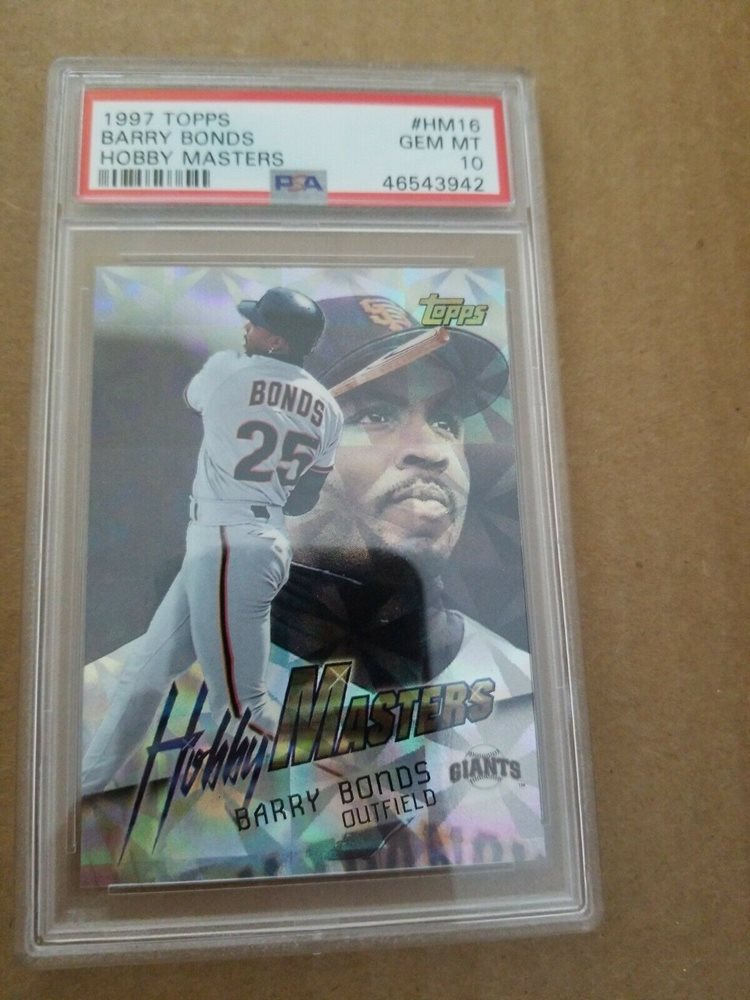 1997 TOPPS #HM16
BARRY BONDS GEM MT
HOBBY MASTERS 10
PSA 46543942
SF
Topps
BONDS
25
Hobby MASTERS
BARRY BONDS
OUTFIELD
GIANTS